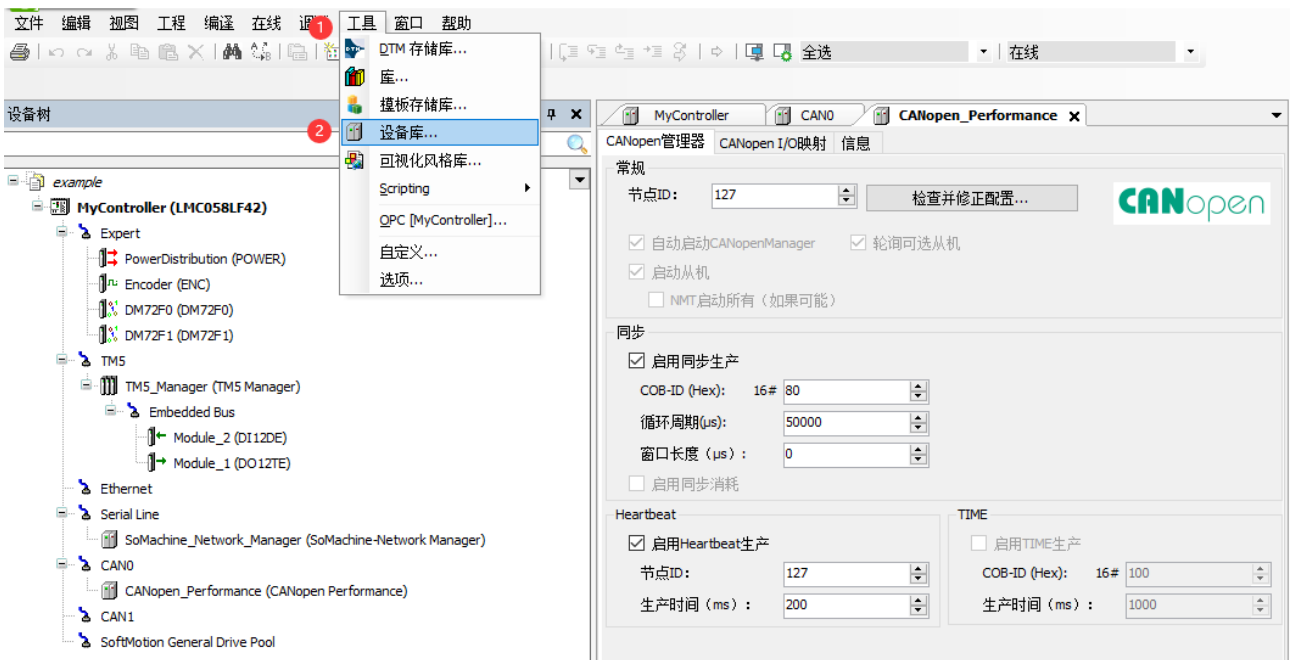 文件 编辑 视图 工程 编译 在线 工具 窗口 帮助
1
全选 在线
DTM 存储库...
库...
撞板存储库...
2 设备库...
可视化风格库...
Scripting
OPC [MyController]...
自定义...
选项...
设备树
example
MyController (LMC058LF42)
Expert
PowerDistribution (POWER)
Encoder (ENC)
DM72F0 (DM72F0)
DM72F1 (DM72F1)
TM5
TM5_Manager (TM5 Manager)
Embedded Bus
Module_2 (DI12DE)
Module_1 (DO12TE)
Ethernet
Serial Line
SoMachine_Network_Manager (SoMachine-Network Manager)
CAN0
CANopen_Performance (CANopen Performance)
CAN1
SoftMotion General Drive Pool
MyController CAN0 CANopen_Performance
CANopen管理器 CANopen I/O映射 信息
常规
节点ID: 127 检查并修正配置... CANopen
自动启动CANopenManager 轮询可选从机
启动从机
NMT启动所有（如果可能）
同步
启用同步生产
COB-ID (Hex): 16# 80
循环周期(μs): 50000
窗口长度（μs）: 0
启用同步消耗
Heartbeat
启用Heartbeat生产
节点ID: 127
生产时间（ms）: 200
TIME
启用TIME生产
COB-ID (Hex): 16# 100
生产时间（ms）: 1000